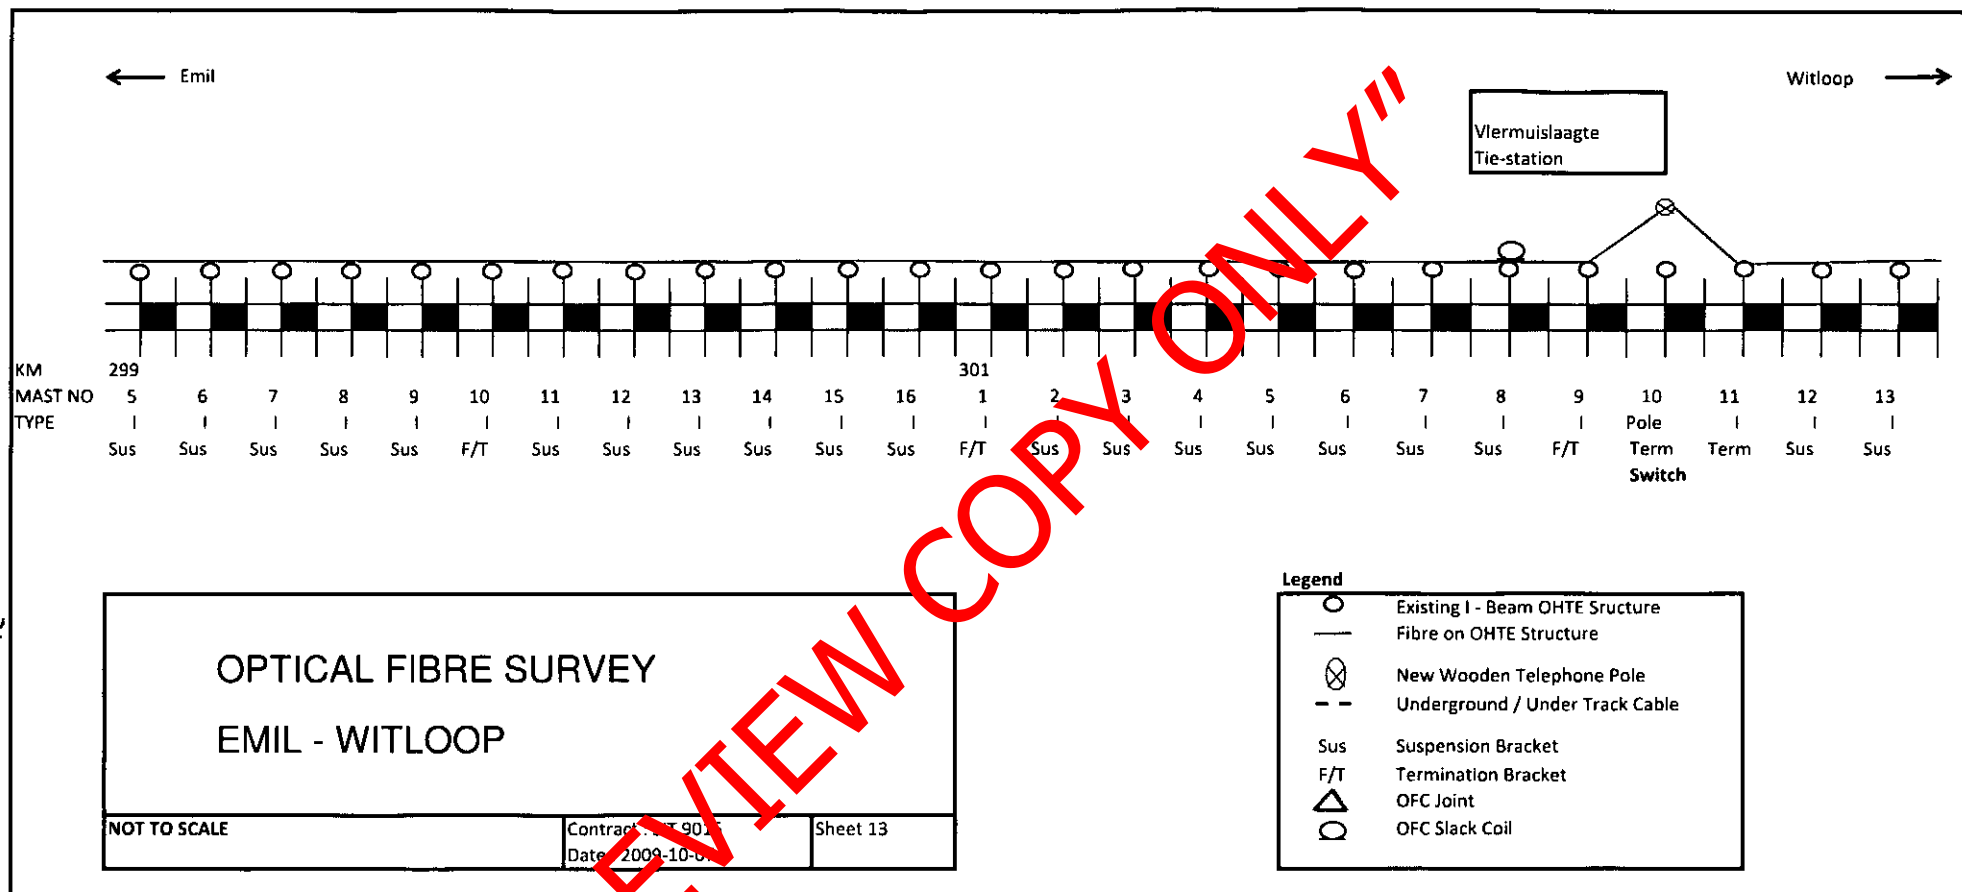 Emil
Witloop
Vlermuislaagte
Tie-station
KM 299 301
MAST NO 5 6 7 8 9 10 11 12 13 14 15 16 1 2 3 4 5 6 7 8 9 10 11 12 13
TYPE I I I I I I I I I I I I I I I I I I I I I Pole I I I
Sus Sus Sus Sus Sus F/T Sus Sus Sus Sus Sus Sus F/T Sus Sus Sus Sus Sus Sus Sus F/T Term Term Sus Sus
Switch
OPTICAL FIBRE SURVEY
EMIL - WITLOOP
NOT TO SCALE
Contract
Date 2009-10-
Sheet 13
Legend
Existing I - Beam OHTE Sructure
Fibre on OHTE Structure
New Wooden Telephone Pole
Underground / Under Track Cable
Sus Suspension Bracket
F/T Termination Bracket
OFC Joint
OFC Slack Coil
EVIEW COPY ONLY"